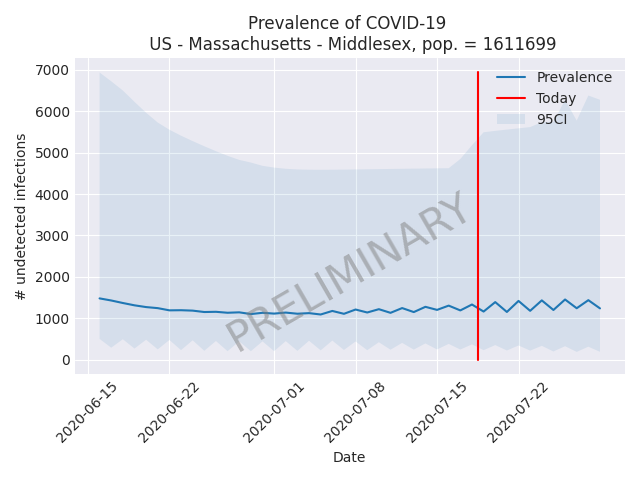 Prevalence of COVID-19
US - Massachusetts - Middlesex, pop. = 1611699
7000
6000
5000
4000
3000
2000
1000
0
# undetected infections
Prevalence
Today
95CI
PRELIMINARY
2020-06-15
2020-06-22
2020-07-01
2020-07-08
2020-07-15
2020-07-22
Date